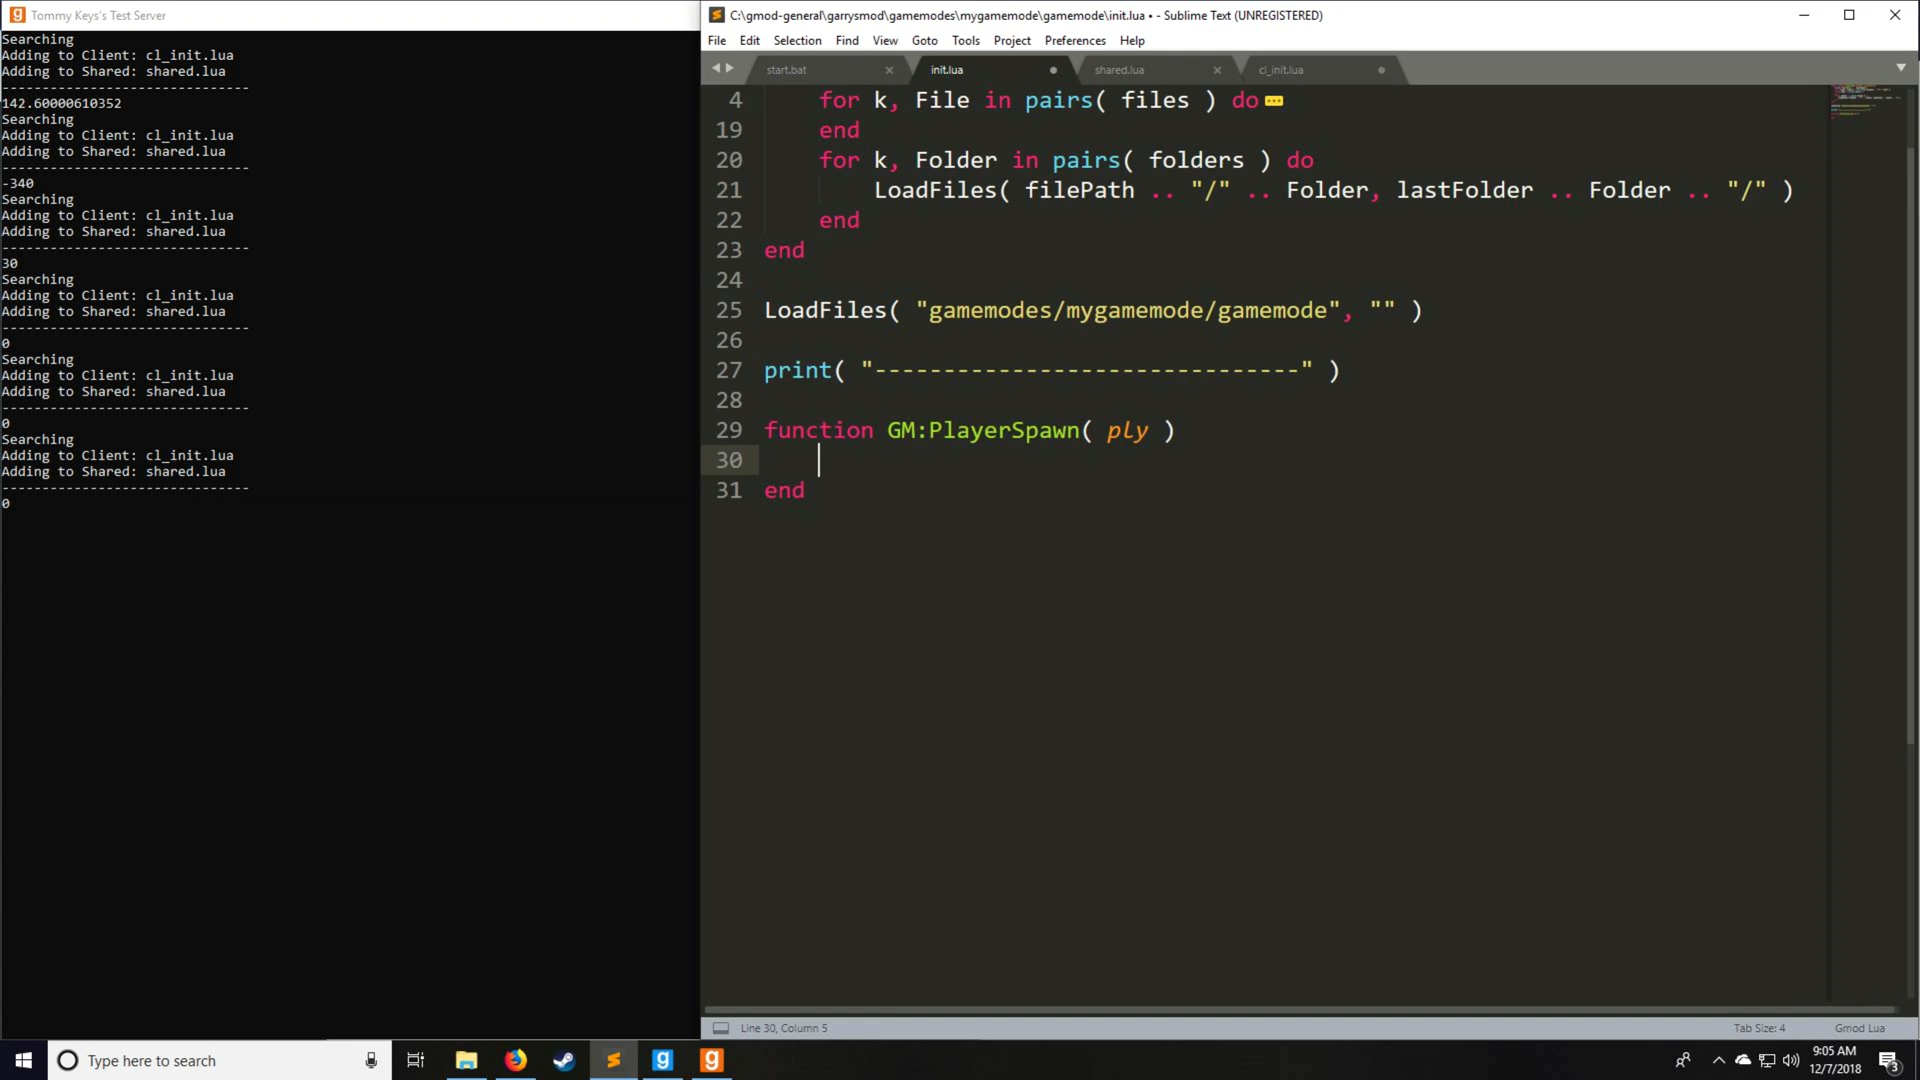 Tommy Keys's Test Server
Searching
Adding to Client: cl_init.lua
Adding to Shared: shared.lua
-------------------------------
142.60000610352
Searching
Adding to Client: cl_init.lua
Adding to Shared: shared.lua
-------------------------------
-340
Searching
Adding to Client: cl_init.lua
Adding to Shared: shared.lua
-------------------------------
30
Searching
Adding to Client: cl_init.lua
Adding to Shared: shared.lua
-------------------------------
0
Searching
Adding to Client: cl_init.lua
Adding to Shared: shared.lua
-------------------------------
0
Searching
Adding to Client: cl_init.lua
Adding to Shared: shared.lua
-------------------------------
0
C:\gmod-general\garrysmod\gamemodes\mygamemode\gamemode\init.lua • - Sublime Text (UNREGISTERED)
File Edit Selection Find View Goto Tools Project Preferences Help
start.bat init.lua shared.lua cl_init.lua
4 for k, File in pairs( files ) do
19 end
20 for k, Folder in pairs( folders ) do
21 LoadFiles( filePath .. "/" .. Folder, lastFolder .. Folder .. "/" )
22 end
23 end
24
25 LoadFiles( "gamemodes/mygamemode/gamemode", "" )
26
27 print( "-------------------------------" )
28
29 function GM:PlayerSpawn( ply )
30
31 end
Line 30, Column 5 Tab Size: 4 Gmod Lua
Type here to search
9:05 AM
12/7/2018
3